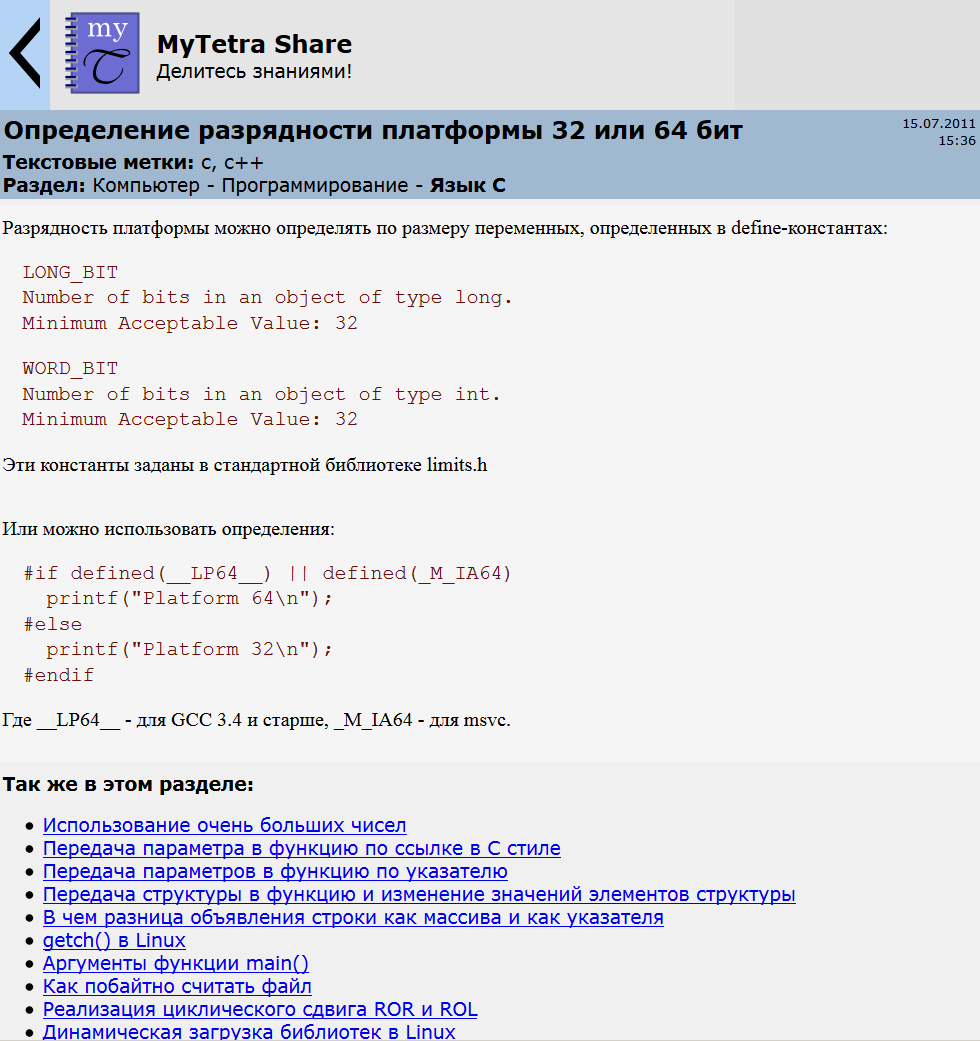 my
T
MyTetra Share
Делитесь знаниями!
Определение разрядности платформы 32 или 64 бит
15.07.2011
15:36
Текстовые метки: c, c++
Раздел: Компьютер - Программирование - Язык C
Разрядность платформы можно определять по размеру переменных, определенных в define-константах:
LONG_BIT
Number of bits in an object of type long.
Minimum Acceptable Value: 32
WORD_BIT
Number of bits in an object of type int.
Minimum Acceptable Value: 32
Эти константы заданы в стандартной библиотеке limits.h
Или можно использовать определения:
#if defined(__LP64__) || defined(_M_IA64)
  printf("Platform 64\n");
#else
  printf("Platform 32\n");
#endif
Где __LP64__ - для GCC 3.4 и старше, _M_IA64 - для msvc.
Так же в этом разделе:
• Использование очень больших чисел
• Передача параметра в функцию по ссылке в C стиле
• Передача параметров в функцию по указателю
• Передача структуры в функцию и изменение значений элементов структуры
• В чем разница объявления строки как массива и как указателя
• getch() в Linux
• Аргументы функции main()
• Как побайтно считать файл
• Реализация циклического сдвига ROR и ROL
• Динамическая загрузка библиотек в Linux